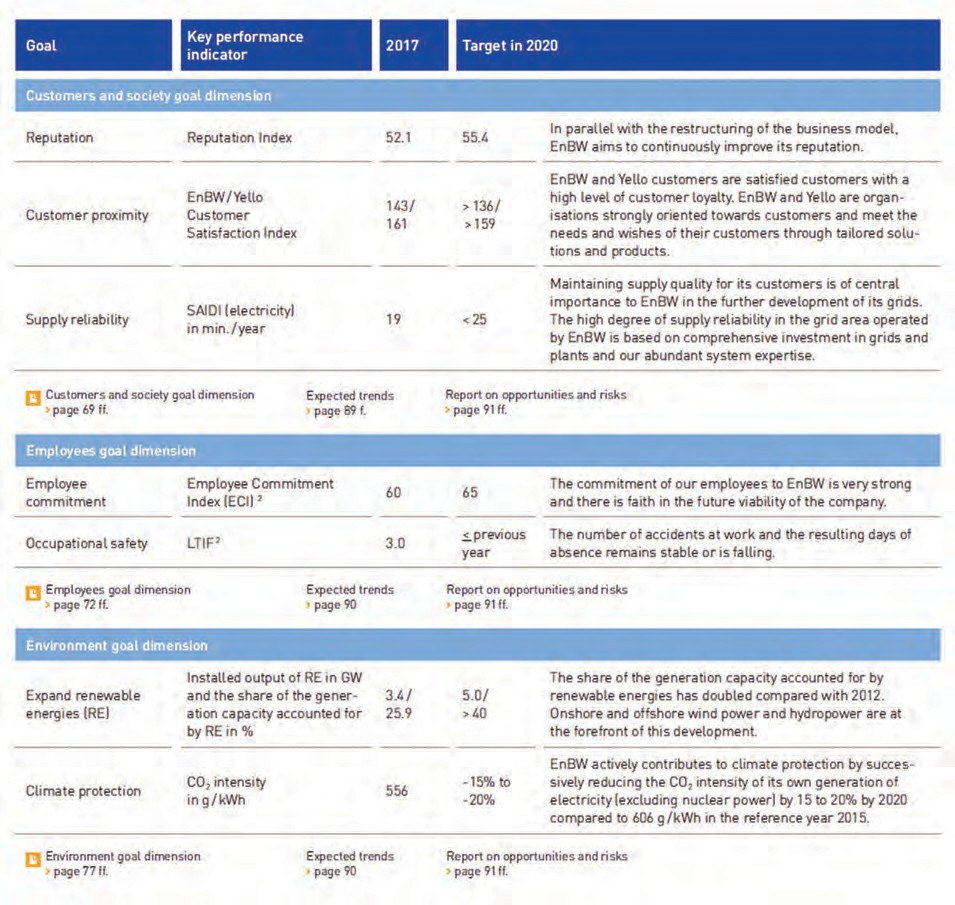 Goal
Key performance
indicator
2017
Target in 2020
Customers and society goal dimension
Reputation
Reputation Index
52.1
55.4
In parallel with the restructuring of the business model,
EnBW aims to continuously improve its reputation.
Customer proximity
EnBW/Yello
Customer
Satisfaction Index
143/
161
> 136/
> 159
EnBW and Yello customers are satisfied customers with a
high level of customer loyalty. EnBW and Yello are organ-
isations strongly oriented towards customers and meet the
needs and wishes of their customers through tailored solu-
tions and products.
Supply reliability
SAIDI (electricity)
in min./year
19
< 25
Maintaining supply quality for its customers is of central
importance to EnBW in the further development of its grids.
The high degree of supply reliability in the grid area operated
by EnBW is based on comprehensive investment in grids and
plants and our abundant system expertise.
Customers and society goal dimension
> page 69 ff.
Expected trends
> page 89 f.
Report on opportunities and risks
> page 91 ff.
Employees goal dimension
Employee
commitment
Employee Commitment
Index (ECI) ²
60
65
The commitment of our employees to EnBW is very strong
and there is faith in the future viability of the company.
Occupational safety
LTIF ²
3.0
≤ previous
year
The number of accidents at work and the resulting days of
absence remains stable or is falling.
Employees goal dimension
> page 72 ff.
Expected trends
> page 90
Report on opportunities and risks
> page 91 ff.
Environment goal dimension
Expand renewable
energies (RE)
Installed output of RE in GW
and the share of the gener-
ation capacity accounted for
by RE in %
3.4/
25.9
5.0/
> 40
The share of the generation capacity accounted for by
renewable energies has doubled compared with 2012.
Onshore and offshore wind power and hydropower are at
the forefront of this development.
Climate protection
CO₂ intensity
in g/kWh
556
-15% to
-20%
EnBW actively contributes to climate protection by succes-
sively reducing the CO₂ intensity of its own generation of
electricity (excluding nuclear power) by 15 to 20% by 2020
compared to 606 g/kWh in the reference year 2015.
Environment goal dimension
> page 77 ff.
Expected trends
> page 90
Report on opportunities and risks
> page 91 ff.